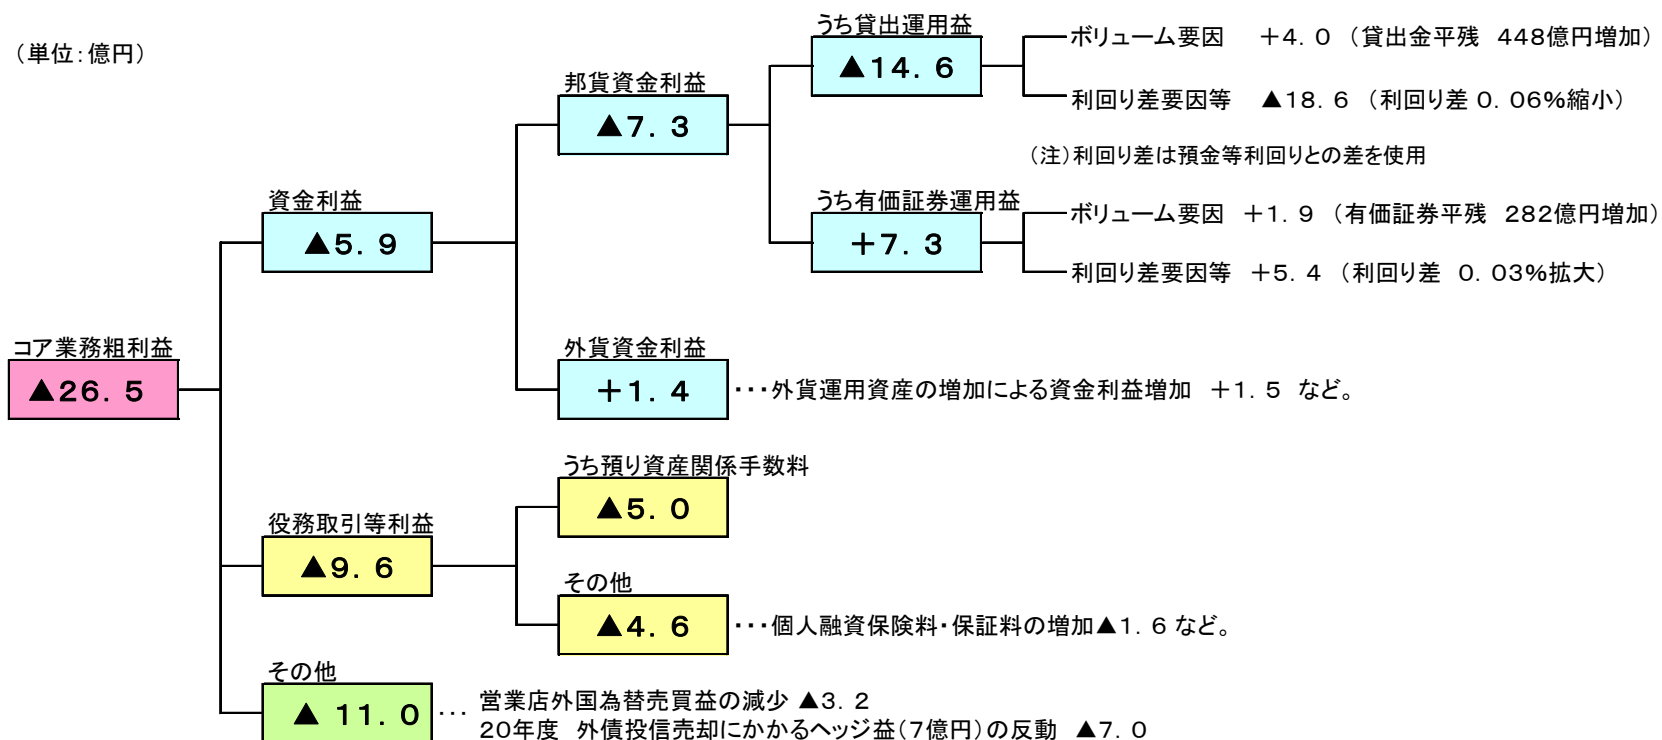 (単位:億円)
うち貸出運用益
▲14.6
ボリューム要因 +4.0 (貸出金平残 448億円増加)
利回り差要因等 ▲18.6 (利回り差 0.06%縮小)
邦貨資金利益
▲7.3
(注)利回り差は預金等利回りとの差を使用
資金利益
▲5.9
うち有価証券運用益
+7.3
ボリューム要因 +1.9 (有価証券平残 282億円増加)
利回り差要因等 +5.4 (利回り差 0.03%拡大)
コア業務粗利益
▲26.5
外貨資金利益
+1.4
・・・外貨運用資産の増加による資金利益増加 +1.5 など。
うち預り資産関係手数料
▲5.0
役務取引等利益
▲9.6
その他
▲4.6
・・・個人融資保険料・保証料の増加▲1.6 など。
その他
▲ 11.0
・・・ 営業店外国為替売買益の減少 ▲3.2
20年度 外債投信売却にかかるヘッジ益(7億円)の反動 ▲7.0